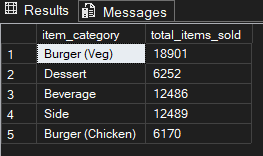 Results Messages
item_category total_items_sold
1 Burger (Veg) 18901
2 Dessert 6252
3 Beverage 12486
4 Side 12489
5 Burger (Chicken) 6170